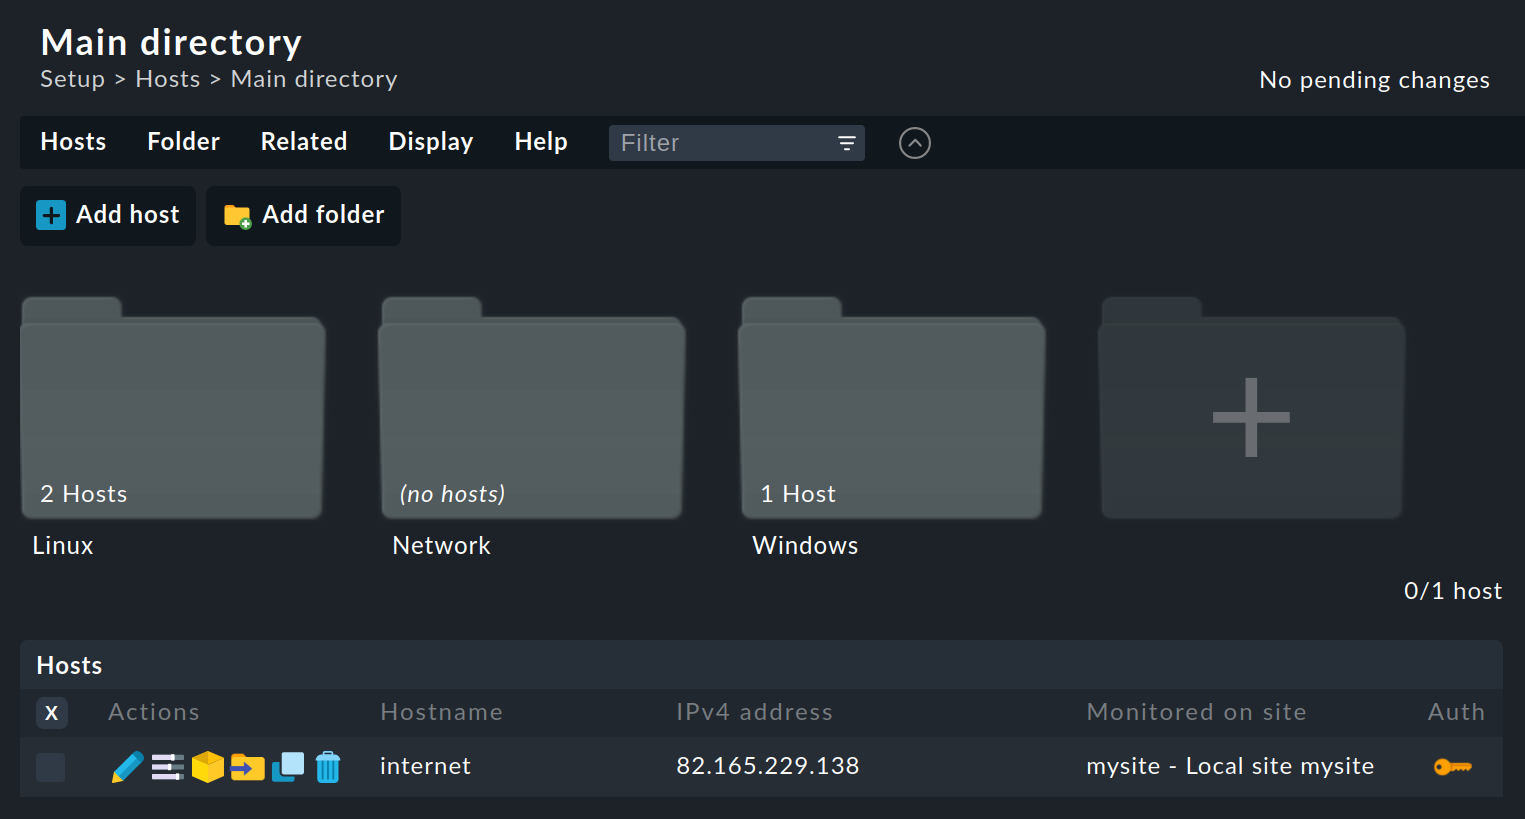 Main directory
Setup > Hosts > Main directory
No pending changes
Hosts Folder Related Display Help Filter
Add host Add folder
2 Hosts (no hosts) 1 Host
Linux Network Windows
0/1 host
Hosts
X Actions Hostname IPv4 address Monitored on site Auth
internet 82.165.229.138 mysite - Local site mysite